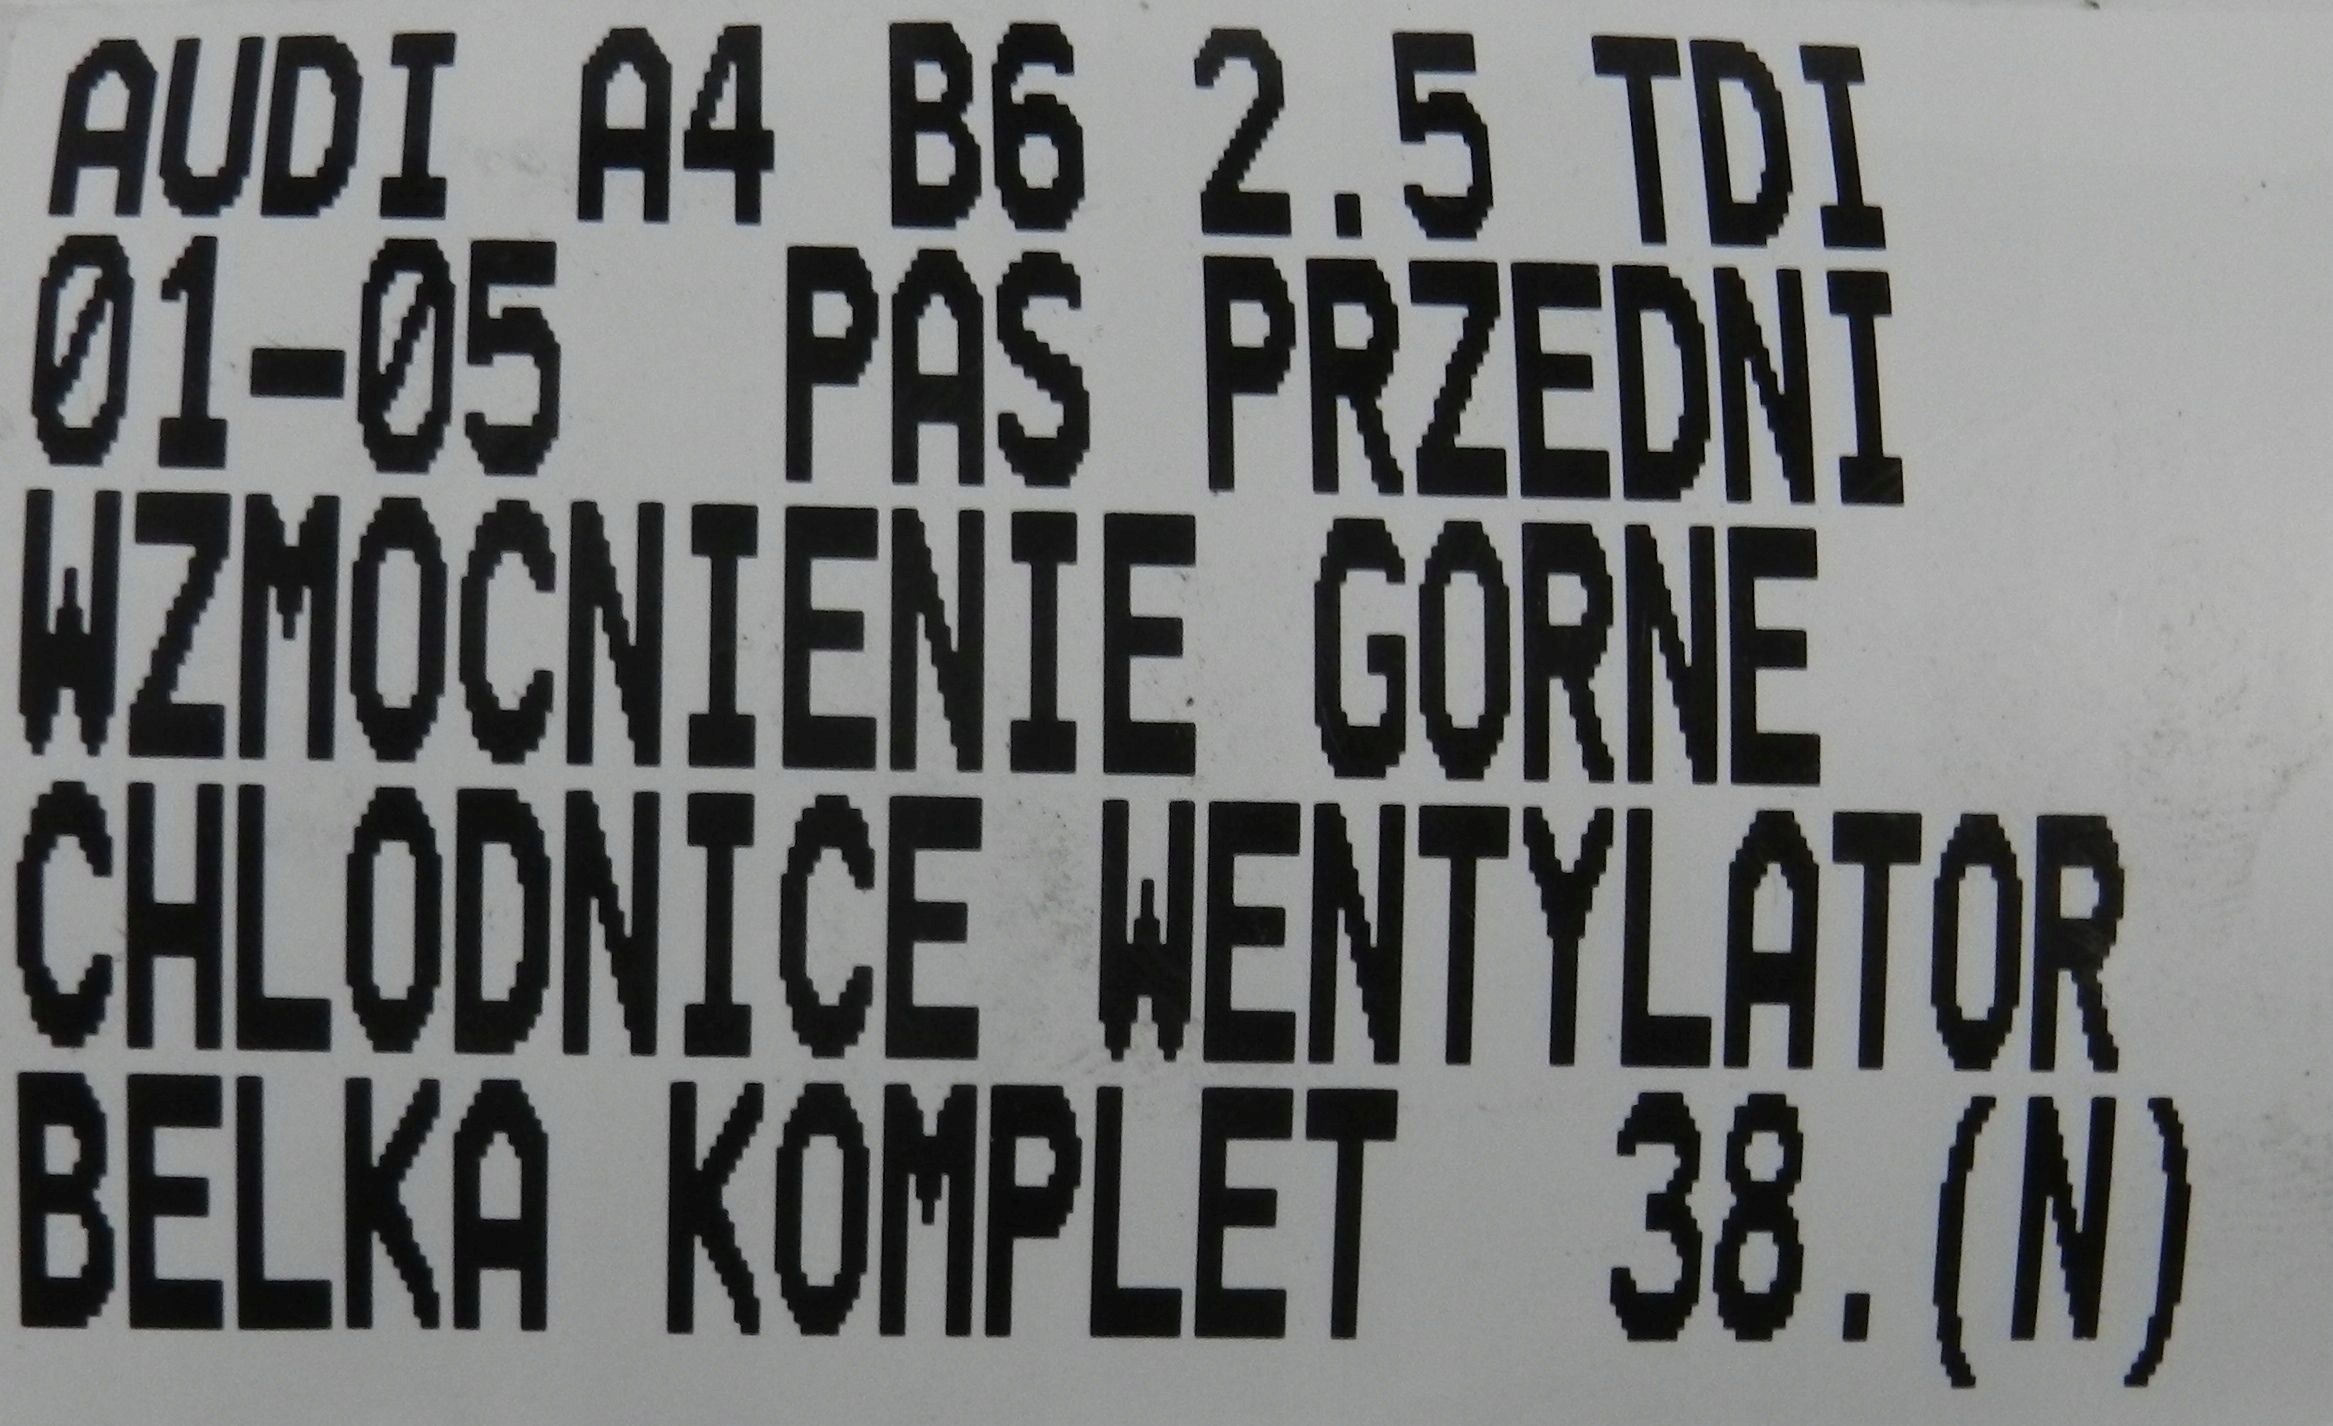 AUDI A4 B6 2.5 TDI
01-05 PAS PRZEDNI
WZMOCNIENIE GORNE
CHLODNICE WENTYLATOR
BELKA KOMPLET 38.(N)